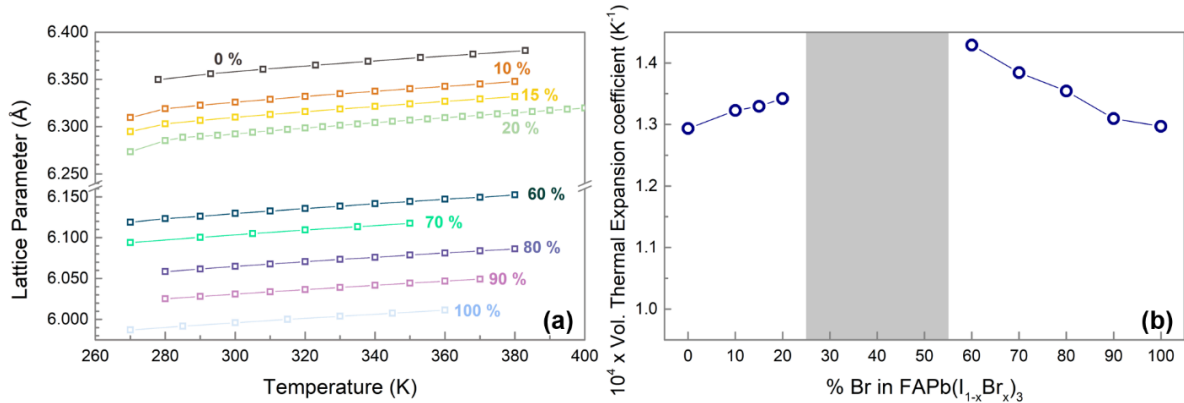 6.400
6.350
6.300
6.250
6.150
6.100
6.050
6.000
Lattice Parameter (Å)
0 %
10 %
15 %
20 %
60 %
70 %
80 %
90 %
100 %
(a)
260 280 300 320 340 360 380 400
Temperature (K)
10⁴ x Vol. Thermal Expansion coefficient (K⁻¹)
1.4
1.3
1.2
1.1
1.0
(b)
0 10 20 30 40 50 60 70 80 90 100
% Br in FAPb(I₁₋ₓBrₓ)₃